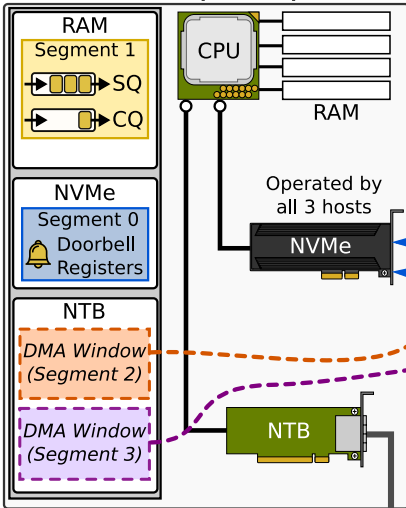 RAM
Segment 1
SQ
CQ
NVMe
Segment 0
Doorbell
Registers
NTB
DMA Window
(Segment 2)
DMA Window
(Segment 3)
CPU
RAM
Operated by
all 3 hosts
NVMe
NTB